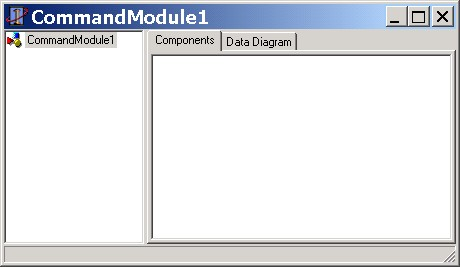 CommandModule1
CommandModule1
Components
Data Diagram